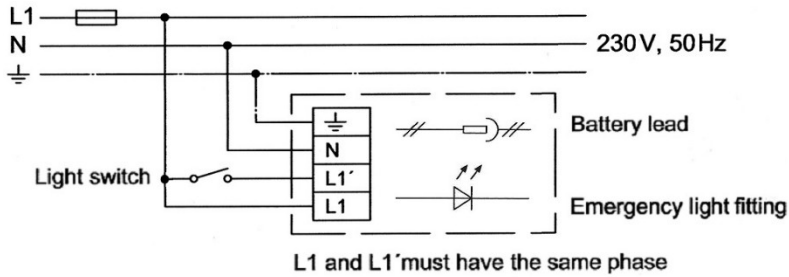 L1
N
230V, 50Hz
Battery lead
N
Light switch
L1´
L1
Emergency light fitting
L1 and L1´must have the same phase